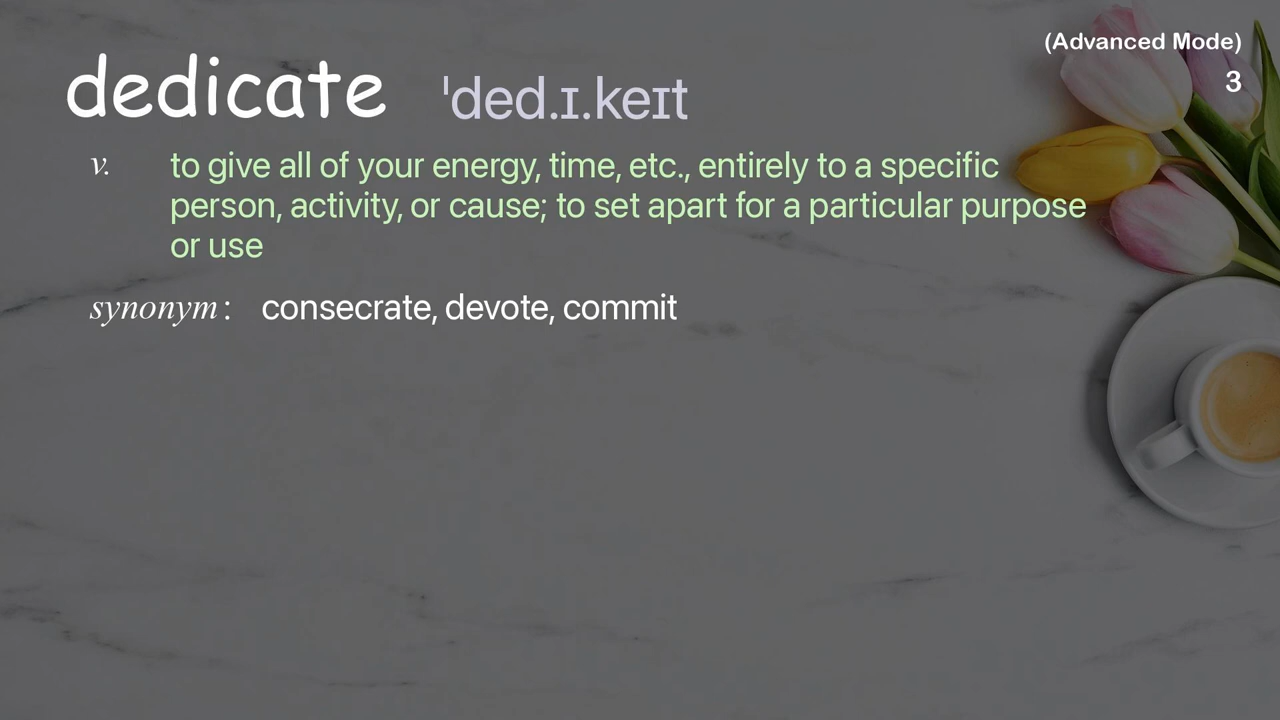 (Advanced Mode)
3
dedicate ˈded.ɪ.keɪt
v. to give all of your energy, time, etc., entirely to a specific
person, activity, or cause; to set apart for a particular purpose
or use
synonym : consecrate, devote, commit